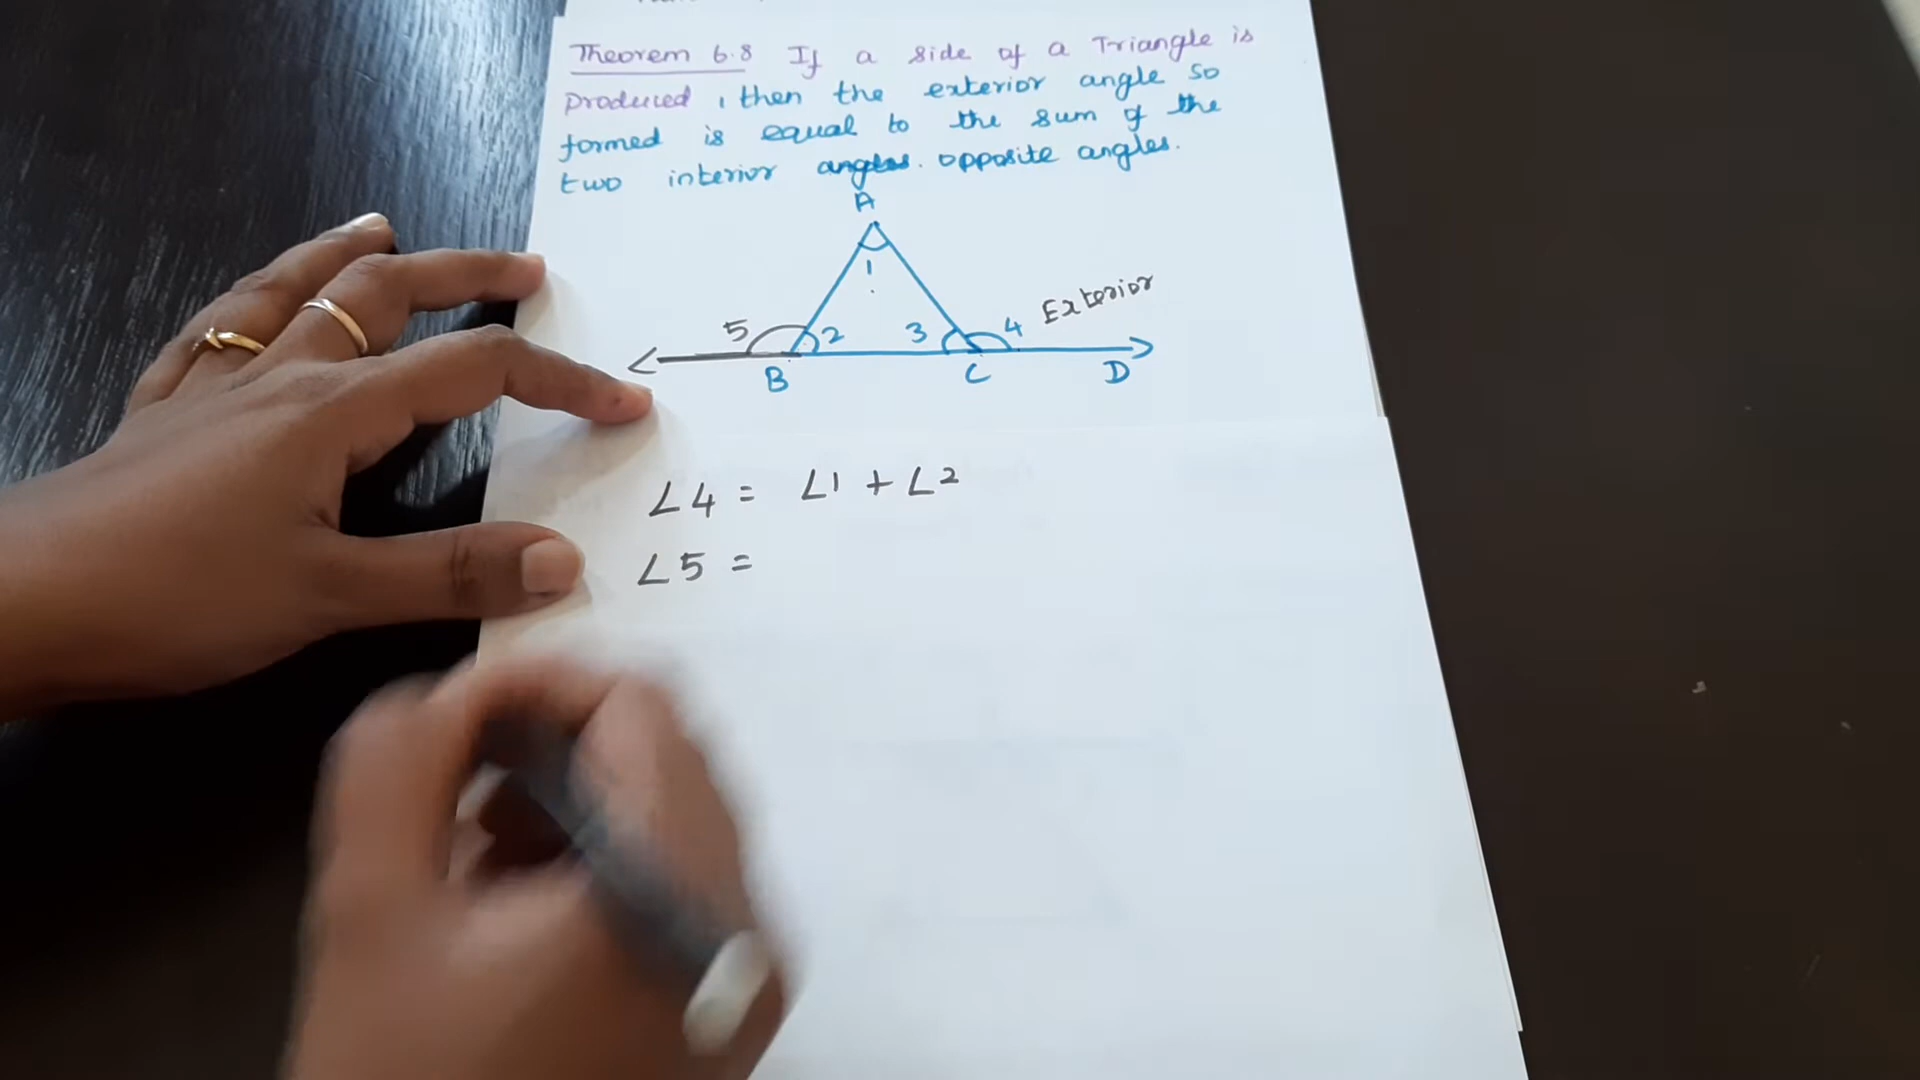 Theorem 6.8 If a side of a Triangle is
produced, then the exterior angle so
formed is equal to the sum of the
two interior angles. opposite angles.
A
1
5 2 3 4 Exterior
B C D
∠4 = ∠1 + ∠2
∠5 =